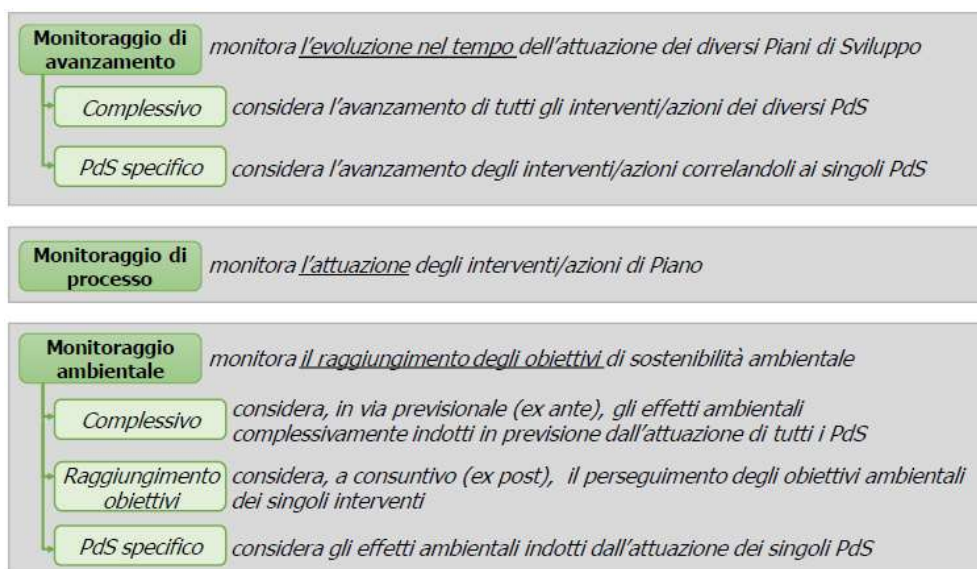 Monitoraggio di avanzamento
monitora l'evoluzione nel tempo dell'attuazione dei diversi Piani di Sviluppo
Complessivo
considera l'avanzamento di tutti gli interventi/azioni dei diversi PdS
PdS specifico
considera l'avanzamento degli interventi/azioni correlandoli ai singoli PdS
Monitoraggio di
processo
monitora l'attuazione degli interventi/azioni di Piano
Monitoraggio
ambientale
monitora il raggiungimento degli obiettivi di sostenibilità ambientale
Complessivo
considera, in via previsionale (ex ante), gli effetti ambientali
complessivamente indotti in previsione dall'attuazione di tutti i PdS
Raggiungimento
obiettivi
considera, a consuntivo (ex post), il perseguimento degli obiettivi ambientali
dei singoli interventi
PdS specifico
considera gli effetti ambientali indotti dall'attuazione dei singoli PdS